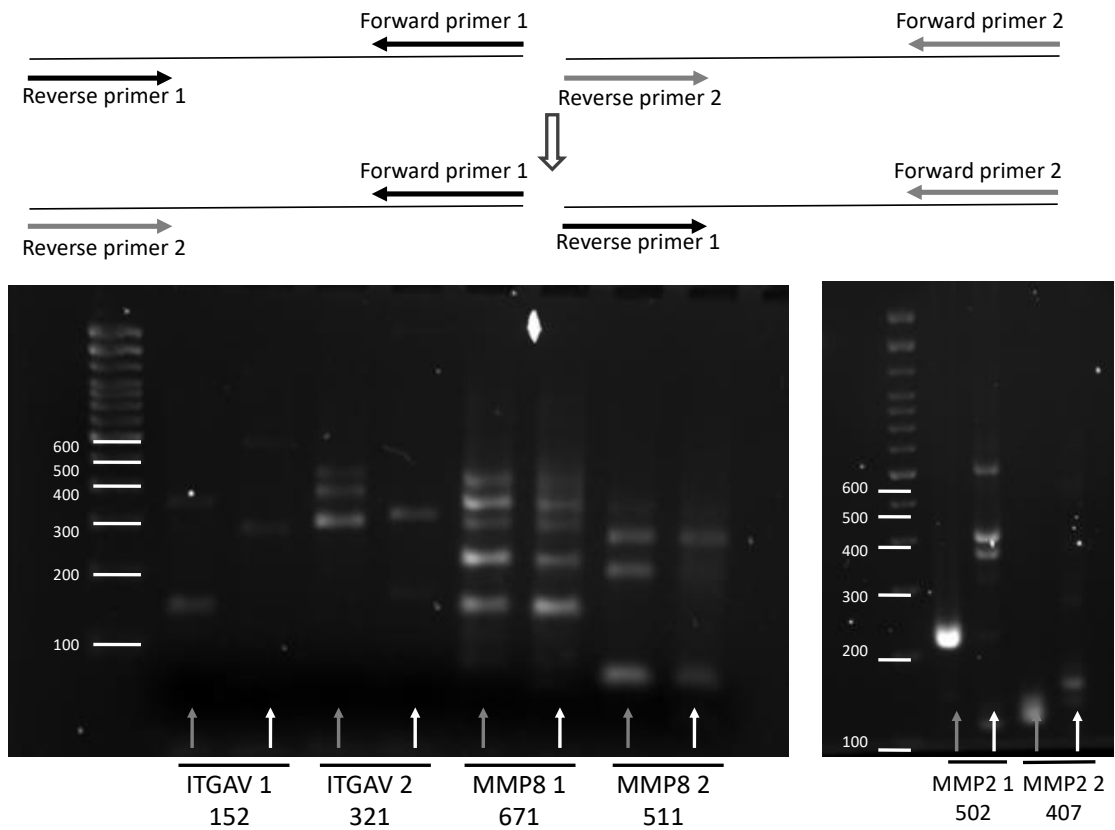 Forward primer 1
Forward primer 2
Reverse primer 1
Reverse primer 2
Forward primer 1
Forward primer 2
Reverse primer 2
Reverse primer 1
600
500
400
300
200
100
ITGAV 1
152
ITGAV 2
321
MMP8 1
671
MMP8 2
511
600
500
400
300
200
100
MMP2 1
502
MMP2 2
407